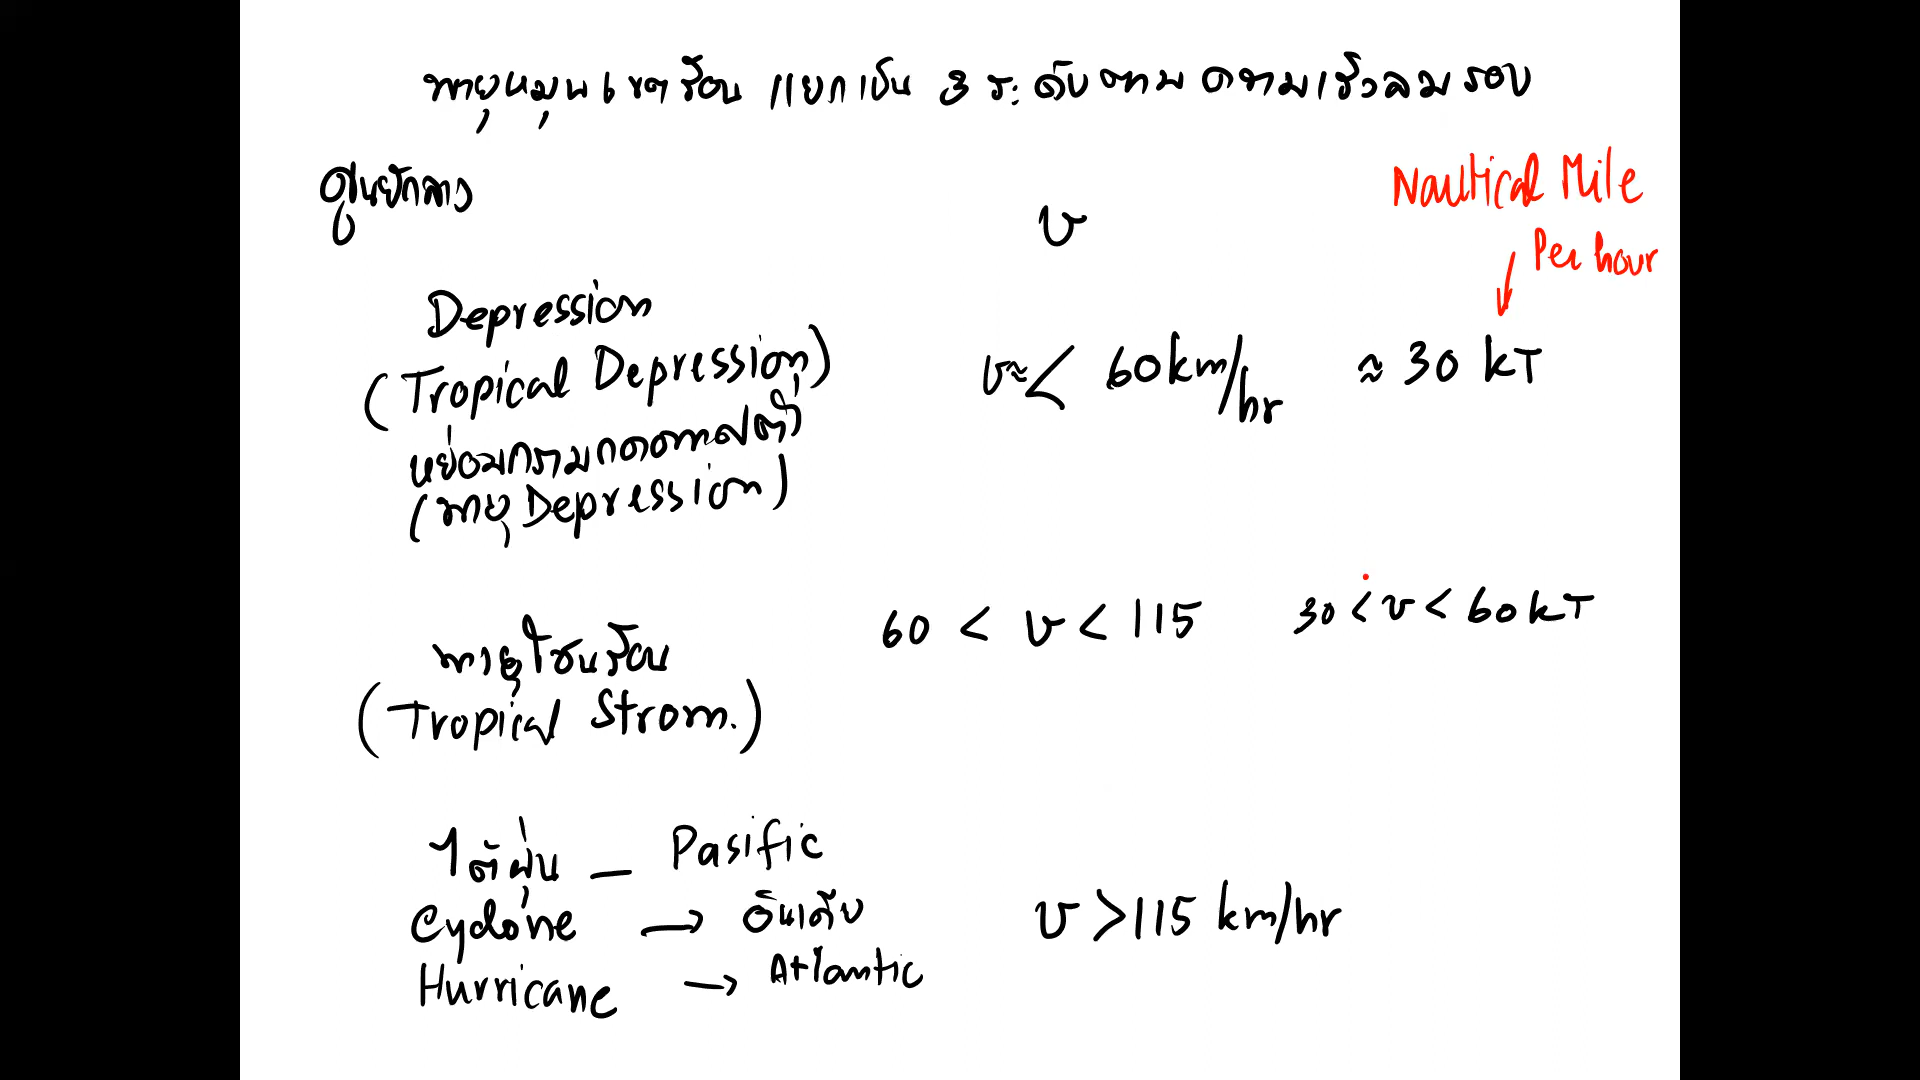 พายุหมุนเขตร้อน แยกเป็น 3 ระดับตามความเร็วลมรอบ
ศูนย์กลาง
v
Nautical Mile
Per hour
Depression
(Tropical Depression)
v ≈ < 60 km/hr ≈ 30 kT
หย่อมความกดอากาศต่ำ
(พายุ Depression)
60 < v < 115 30 < v < 60 kT
พายุโซนร้อน
(Tropical Strom.)
ไต้ฝุ่น — Pasific
Cyclone → อินเดีย
v > 115 km/hr
Hurricane → Atlantic